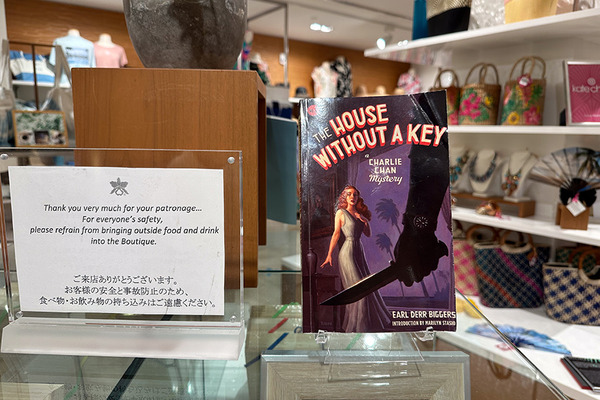 Thank you very much for your patronage...
For everyone's safety,
please refrain from bringing outside food and drink
into the Boutique.
ご来店ありがとうございます。
お客様の安全と事故防止のため、
食べ物・お飲み物の持ち込みはご遠慮ください。
THE HOUSE
WITHOUT A KEY
a
CHARLIE
CHAN
Mystery
EARL DERR BIGGERS
INTRODUCTION BY MARILYN STASIO